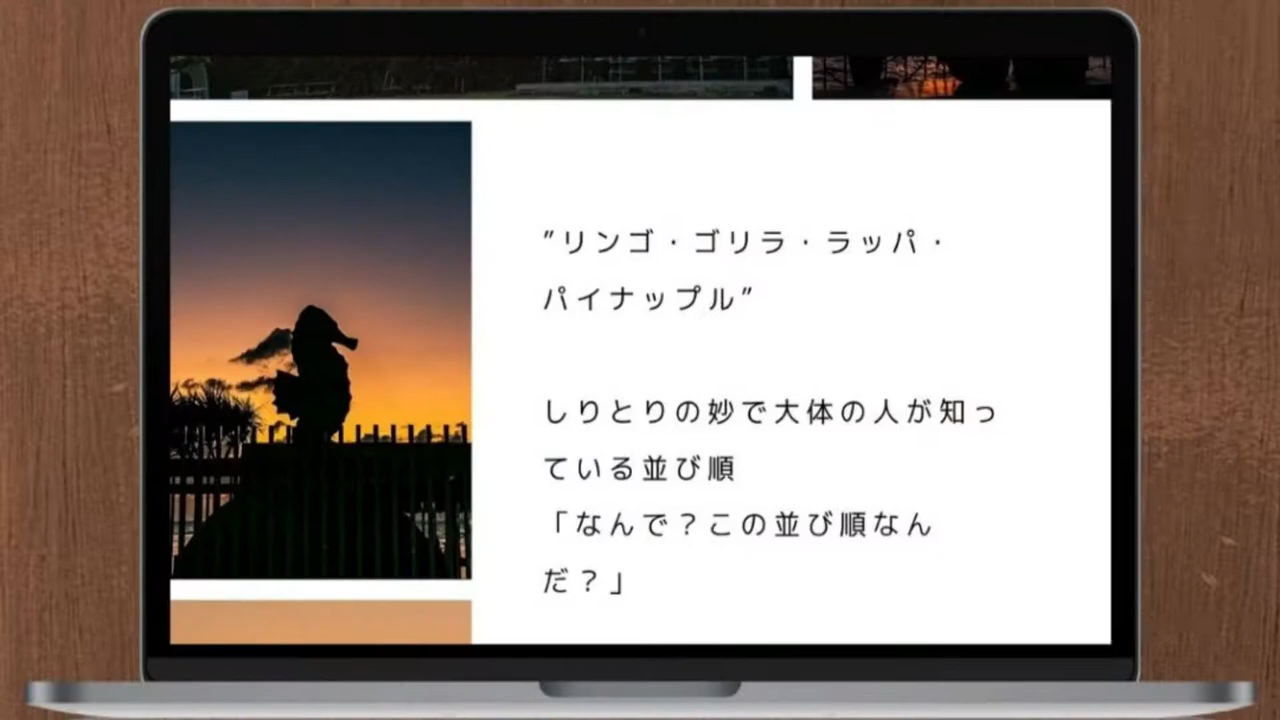 ”リンゴ・ゴリラ・ラッパ・
パイナップル”
しりとりの妙で大体の人が知っ
ている並び順
「なんで？この並び順なん
だ？」